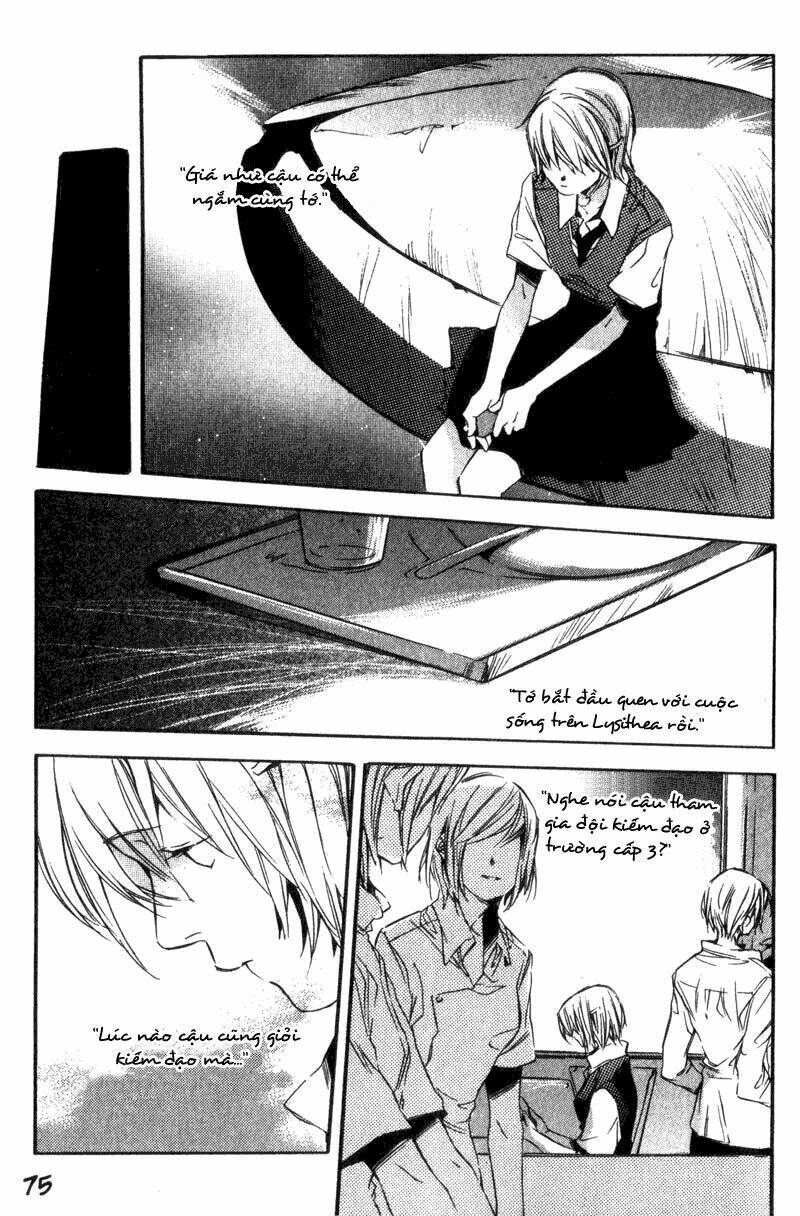 "Giá như cậu có thể
ngắm cùng tớ."
"Tớ bắt đầu quen với cuộc
sống trên Lysithea rồi."
"Nghe nói cậu tham
gia đội kiếm đạo ở
trường cấp 3?"
"Lúc nào cậu cũng giỏi
kiếm đạo mà..."
75